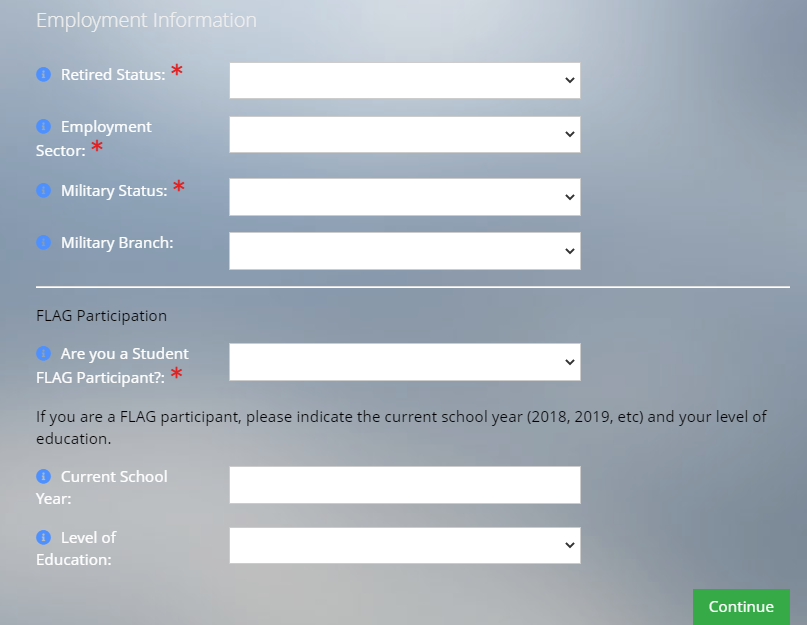 Employment Information
Retired Status: *
Employment
Sector: *
Military Status: *
Military Branch:
FLAG Participation
Are you a Student
FLAG Participant?: *
If you are a FLAG participant, please indicate the current school year (2018, 2019, etc) and your level of
education.
Current School
Year:
Level of
Education:
Continue